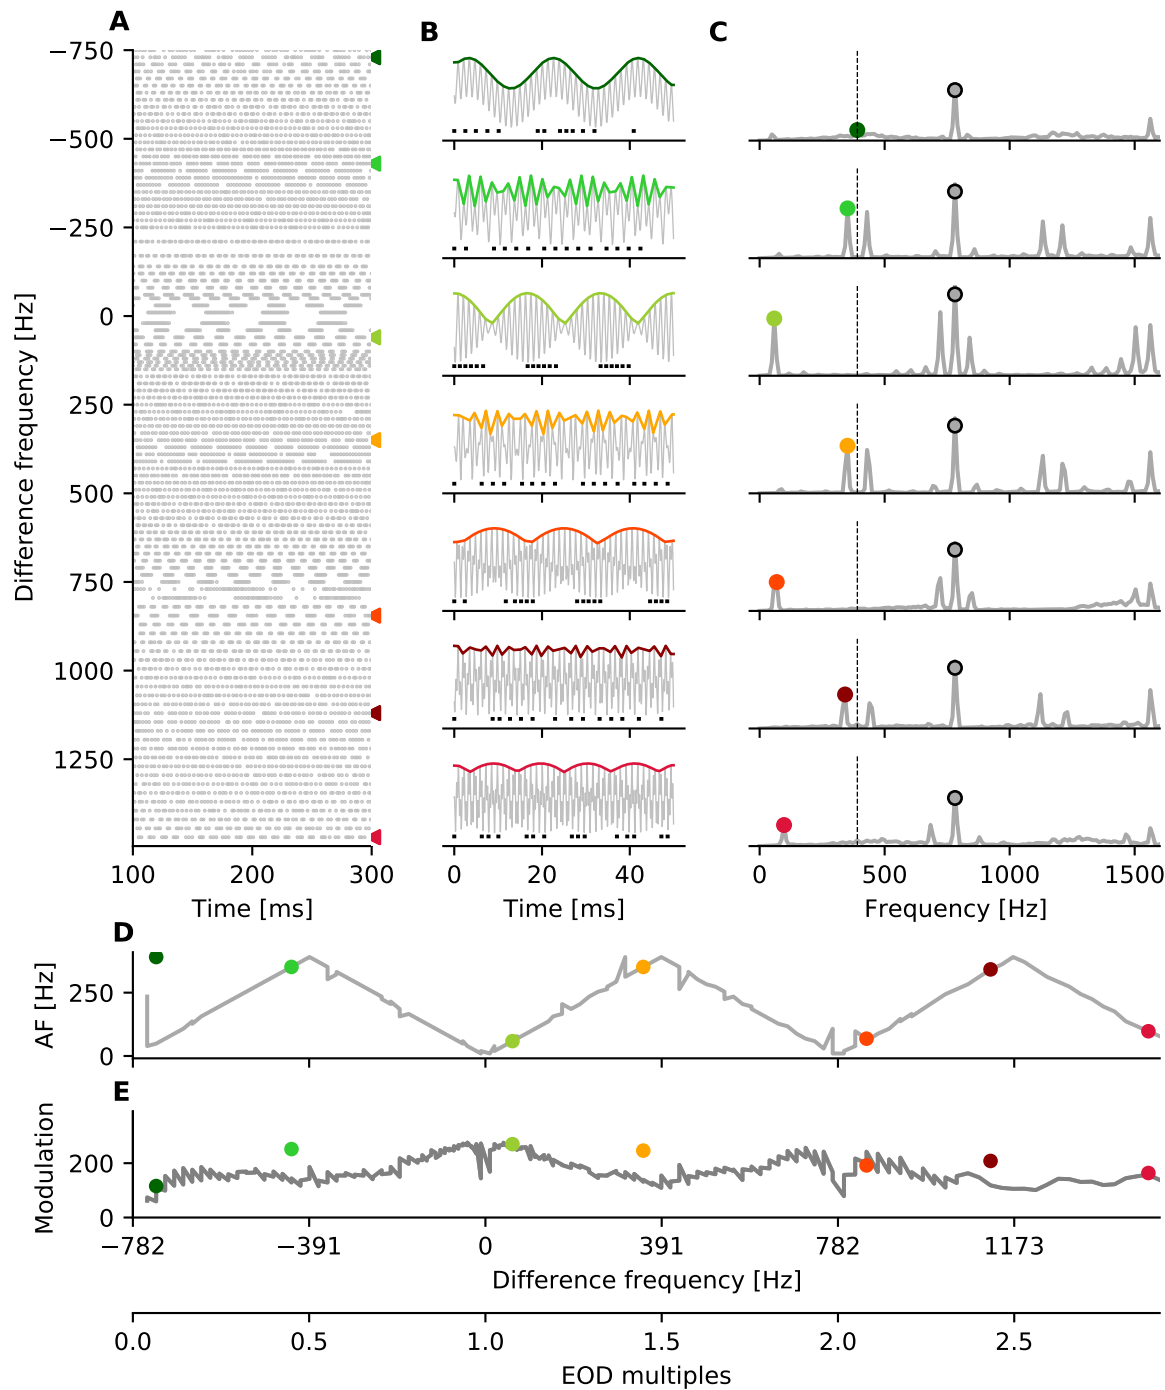 A
B
C
−750
−500
−250
0
250
500
750
1000
1250
Difference frequency [Hz]
100
200
300
Time [ms]
0
20
40
Time [ms]
0
500
1000
1500
Frequency [Hz]
D
250
0
AF [Hz]
E
200
0
Modulation
−782
−391
0
391
782
1173
Difference frequency [Hz]
0.0
0.5
1.0
1.5
2.0
2.5
EOD multiples